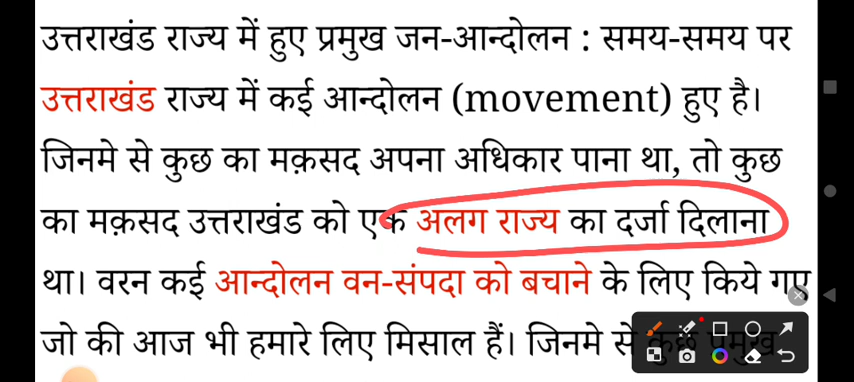 उत्तराखंड राज्य में हुए प्रमुख जन-आन्दोलन : समय-समय पर
उत्तराखंड राज्य में कई आन्दोलन (movement) हुए है।
जिनमे से कुछ का मक़सद अपना अधिकार पाना था, तो कुछ
का मक़सद उत्तराखंड को एक अलग राज्य का दर्जा दिलाना
था। वरन कई आन्दोलन वन-संपदा को बचाने के लिए किये गए
जो की आज भी हमारे लिए मिसाल हैं। जिनमे से कुछ प्रमुख